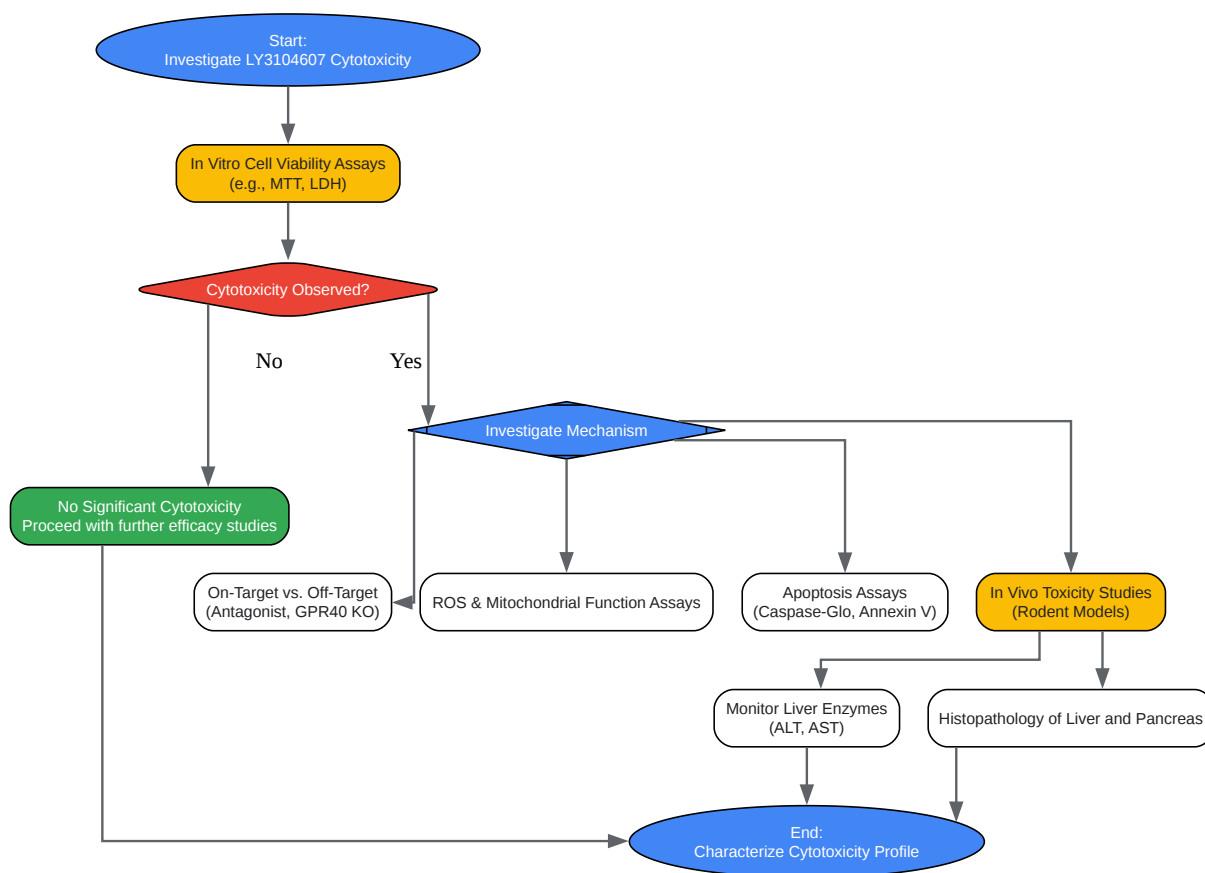 Start:
Investigate LY3104607 Cytotoxicity
In Vitro Cell Viability Assays
(e.g., MTT, LDH)
Cytotoxicity Observed?
No
Yes
Investigate Mechanism
No Significant Cytotoxicity
Proceed with further efficacy studies
On-Target vs. Off-Target
(Antagonist, GPR40 KO)
ROS & Mitochondrial Function Assays
Apoptosis Assays
(Caspase-Glo, Annexin V)
In Vivo Toxicity Studies
(Rodent Models)
Monitor Liver Enzymes
(ALT, AST)
Histopathology of Liver and Pancreas
End:
Characterize Cytotoxicity Profile